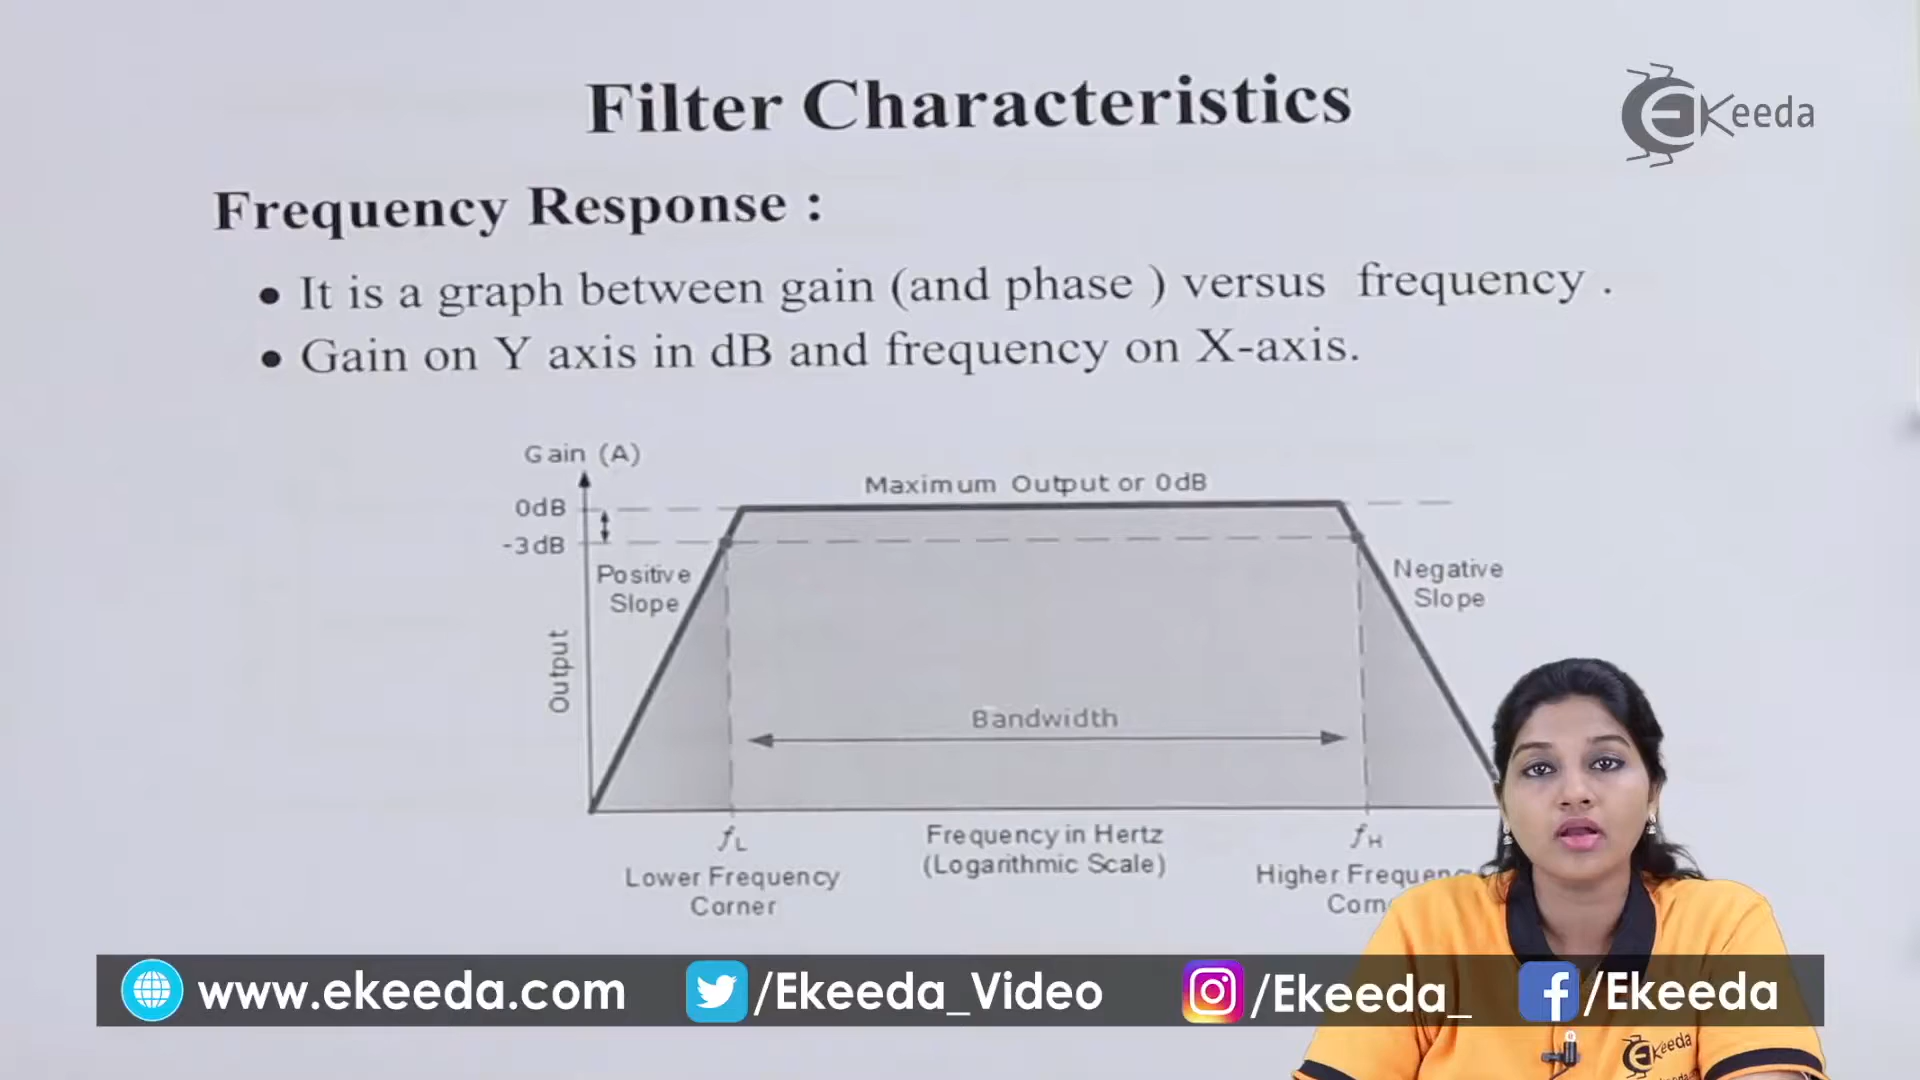 Filter Characteristics
Ekeeda
Frequency Response :
• It is a graph between gain (and phase ) versus frequency .
• Gain on Y axis in dB and frequency on X-axis.
Gain (A)
Maximum Output or 0dB
0dB
-3dB
Positive
Slope
Negative
Slope
Output
Bandwidth
fL
Frequency in Hertz
(Logarithmic Scale)
fH
Lower Frequency
Corner
Higher
www.ekeeda.com
/Ekeeda_Video
/Ekeeda_
/Ekeeda
Ekeeda